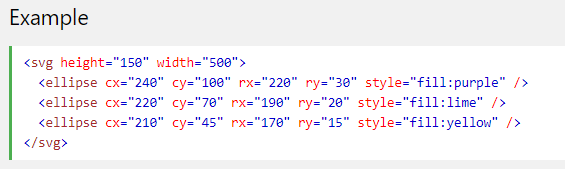 Example
<svg height="150" width="500">
<ellipse cx="240" cy="100" rx="220" ry="30" style="fill:purple" />
<ellipse cx="220" cy="70" rx="190" ry="20" style="fill:lime" />
<ellipse cx="210" cy="45" rx="170" ry="15" style="fill:yellow" />
</svg>